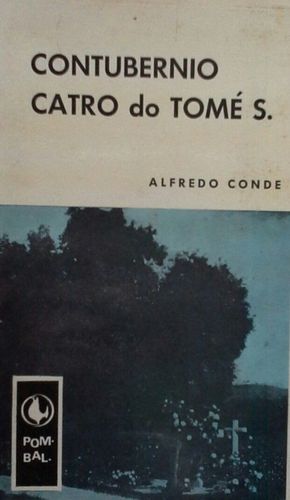 CONTUBERNIO
CATRO do TOMÉ S.
ALFREDO CONDE
POM-
BAL.